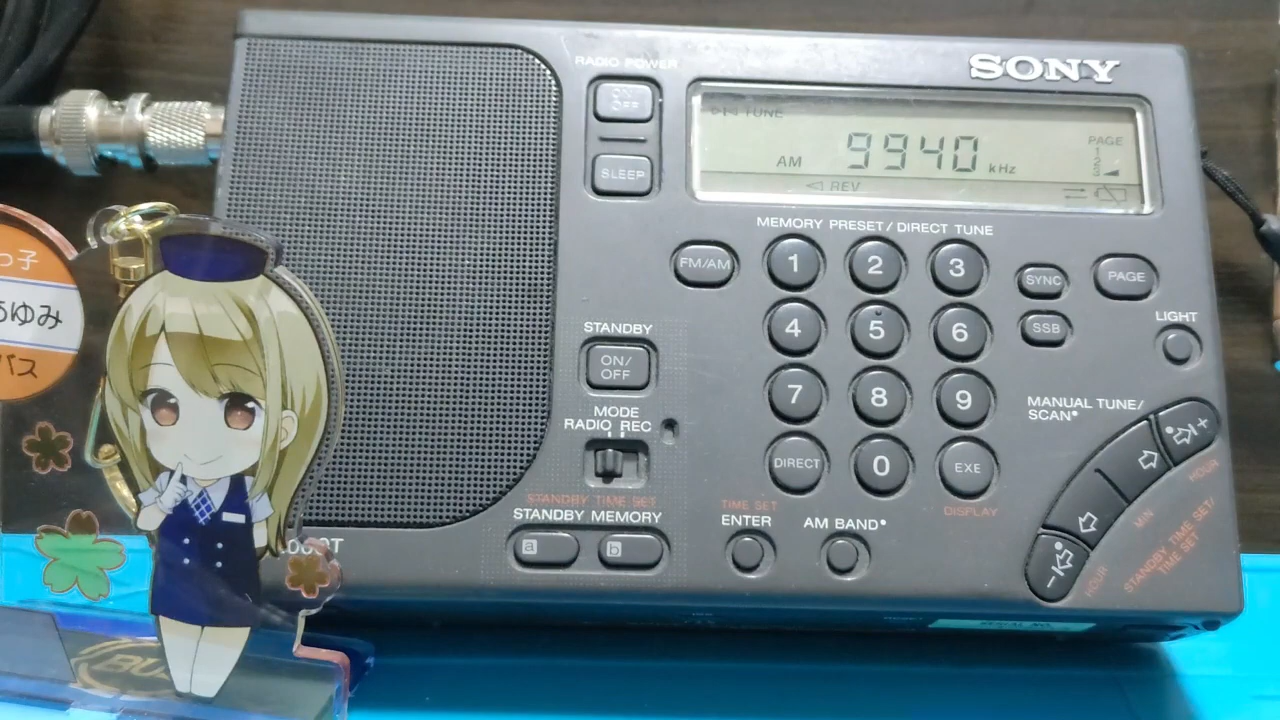 RADIO POWER
ON
OFF
SLEEP
SONY
TUNE
AM 9940 kHz
PAGE
1
2
3
REV
MEMORY PRESET / DIRECT TUNE
FM/AM
1 2 3
SYNC
PAGE
4 5 6
SSB
LIGHT
7 8 9
DIRECT 0 EXE
DISPLAY
STANDBY
ON/
OFF
MODE
RADIO REC
STANDBY TIME SET
STANDBY MEMORY
a b
TIME SET
ENTER
AM BAND
MANUAL TUNE/
SCAN
+
HOUR
MIN
HOUR
-
STANDBY TIME SET/
TIME SET
っ子
あゆみ
バス